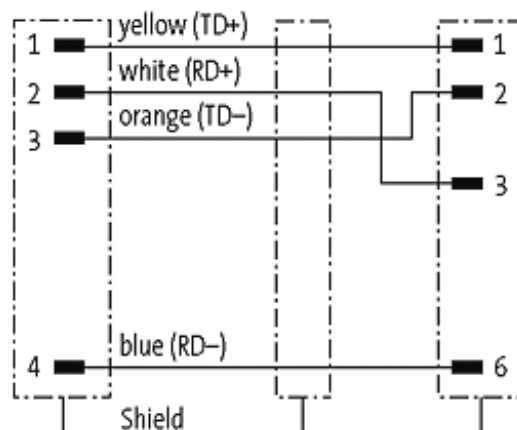 1 yellow (TD+) 1
2 white (RD+) 2
3 orange (TD–) 3
4 blue (RD–) 6
Shield